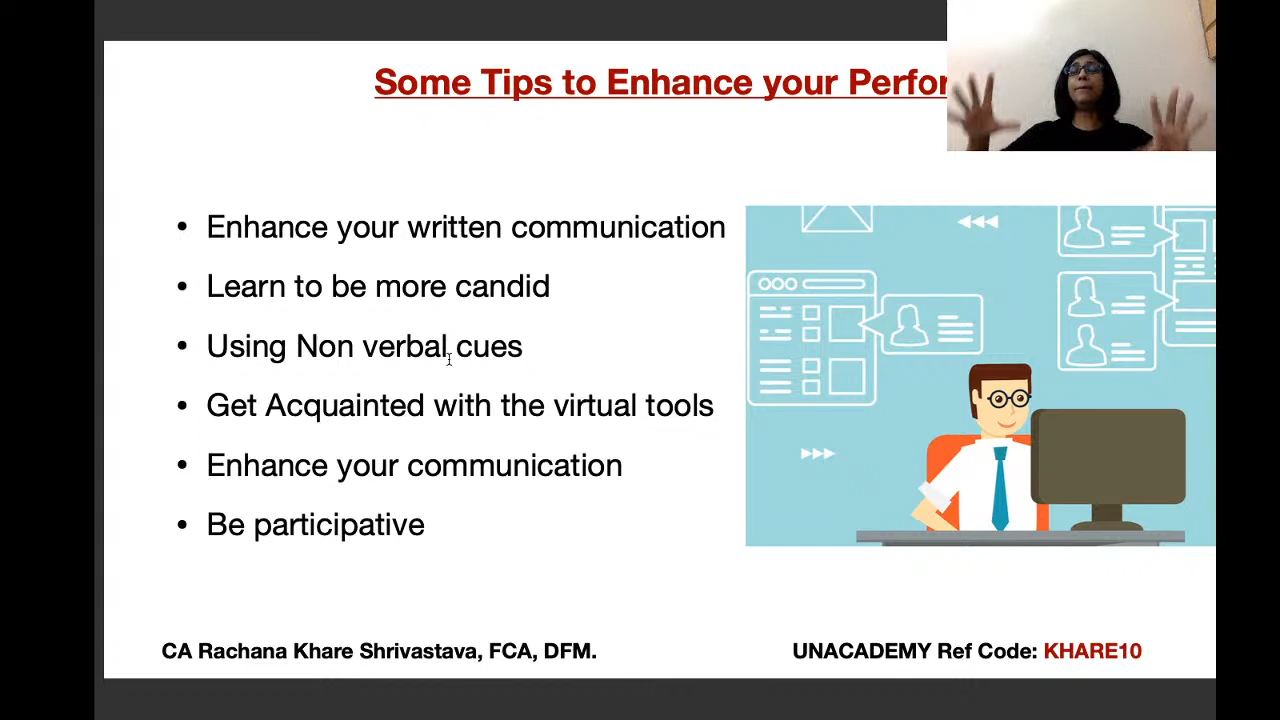 Some Tips to Enhance your Perfor
• Enhance your written communication
• Learn to be more candid
• Using Non verbal cues
• Get Acquainted with the virtual tools
• Enhance your communication
• Be participative
CA Rachana Khare Shrivastava, FCA, DFM.
UNACADEMY Ref Code: KHARE10